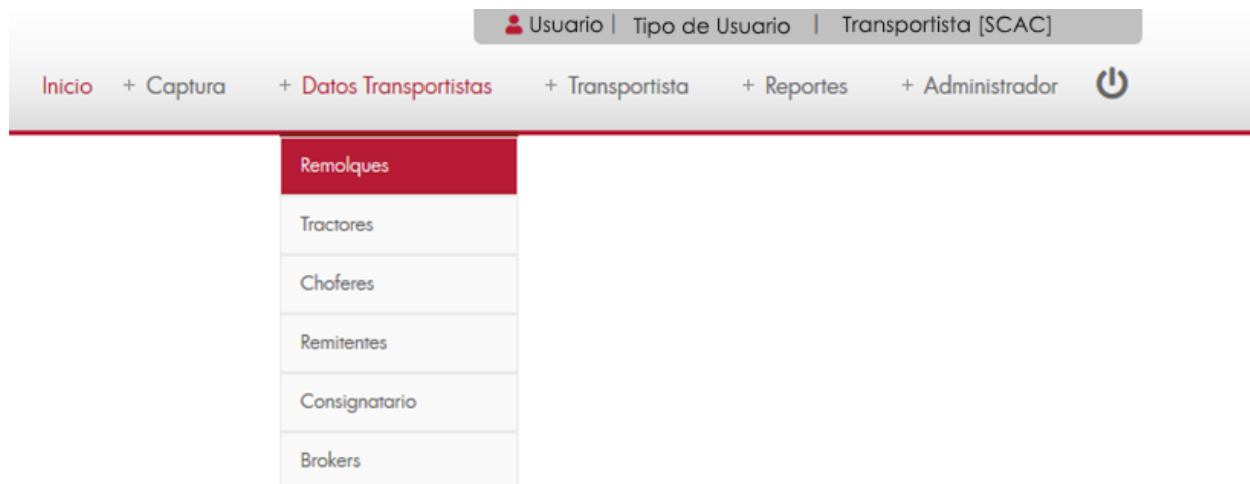 Usuario | Tipo de Usuario | Transportista [SCAC]
Inicio + Captura + Datos Transportistas + Transportista + Reportes + Administrador
Remolques
Tractores
Choferes
Remitentes
Consignatario
Brokers